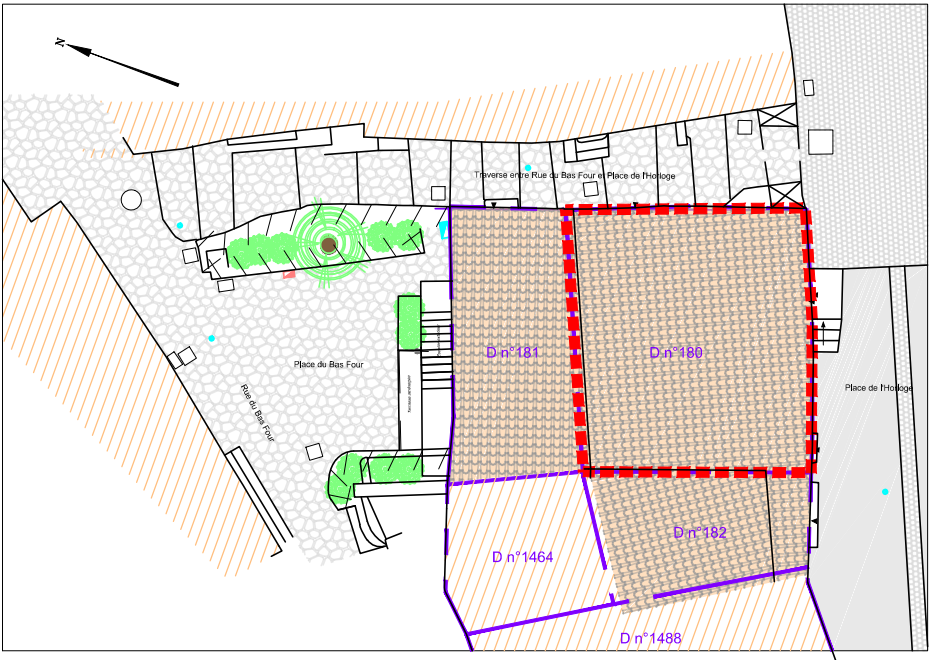 N
Traverse entre Rue du Bas Four et Place de l'Horloge
D n°181
D n°180
Place du Bas Four
Place de l'Horloge
Rue du Bas Four
D n°182
D n°1464
D n°1488